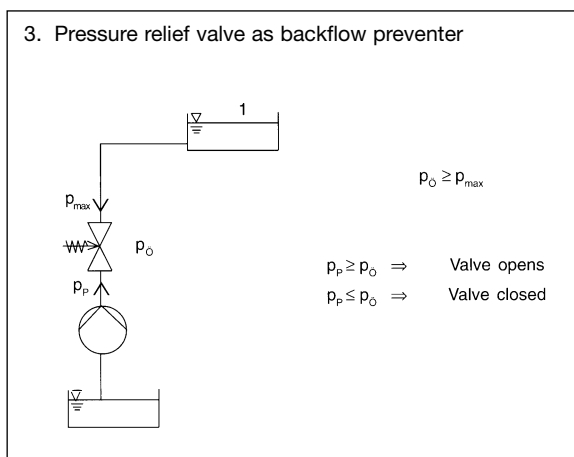 3. Pressure relief valve as backflow preventer
1
p_Ö ≥ p_max
p_max
p_Ö
p_P ≥ p_Ö ⇒ Valve opens
p_P
p_P ≤ p_Ö ⇒ Valve closed